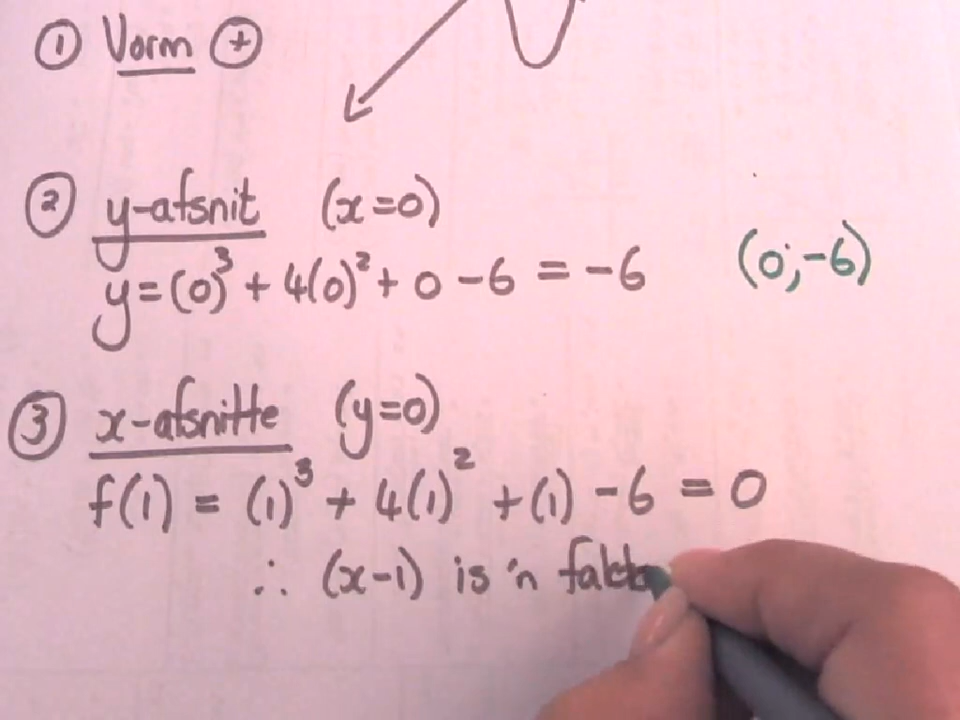 ① Vorm ⊕
② y-afsnit (x=0)
y=(0)³ + 4(0)² + 0 - 6 = -6 (0;-6)
③ x-afsnitte (y=0)
f(1) = (1)³ + 4(1)² + (1) - 6 = 0
∴ (x-1) is 'n